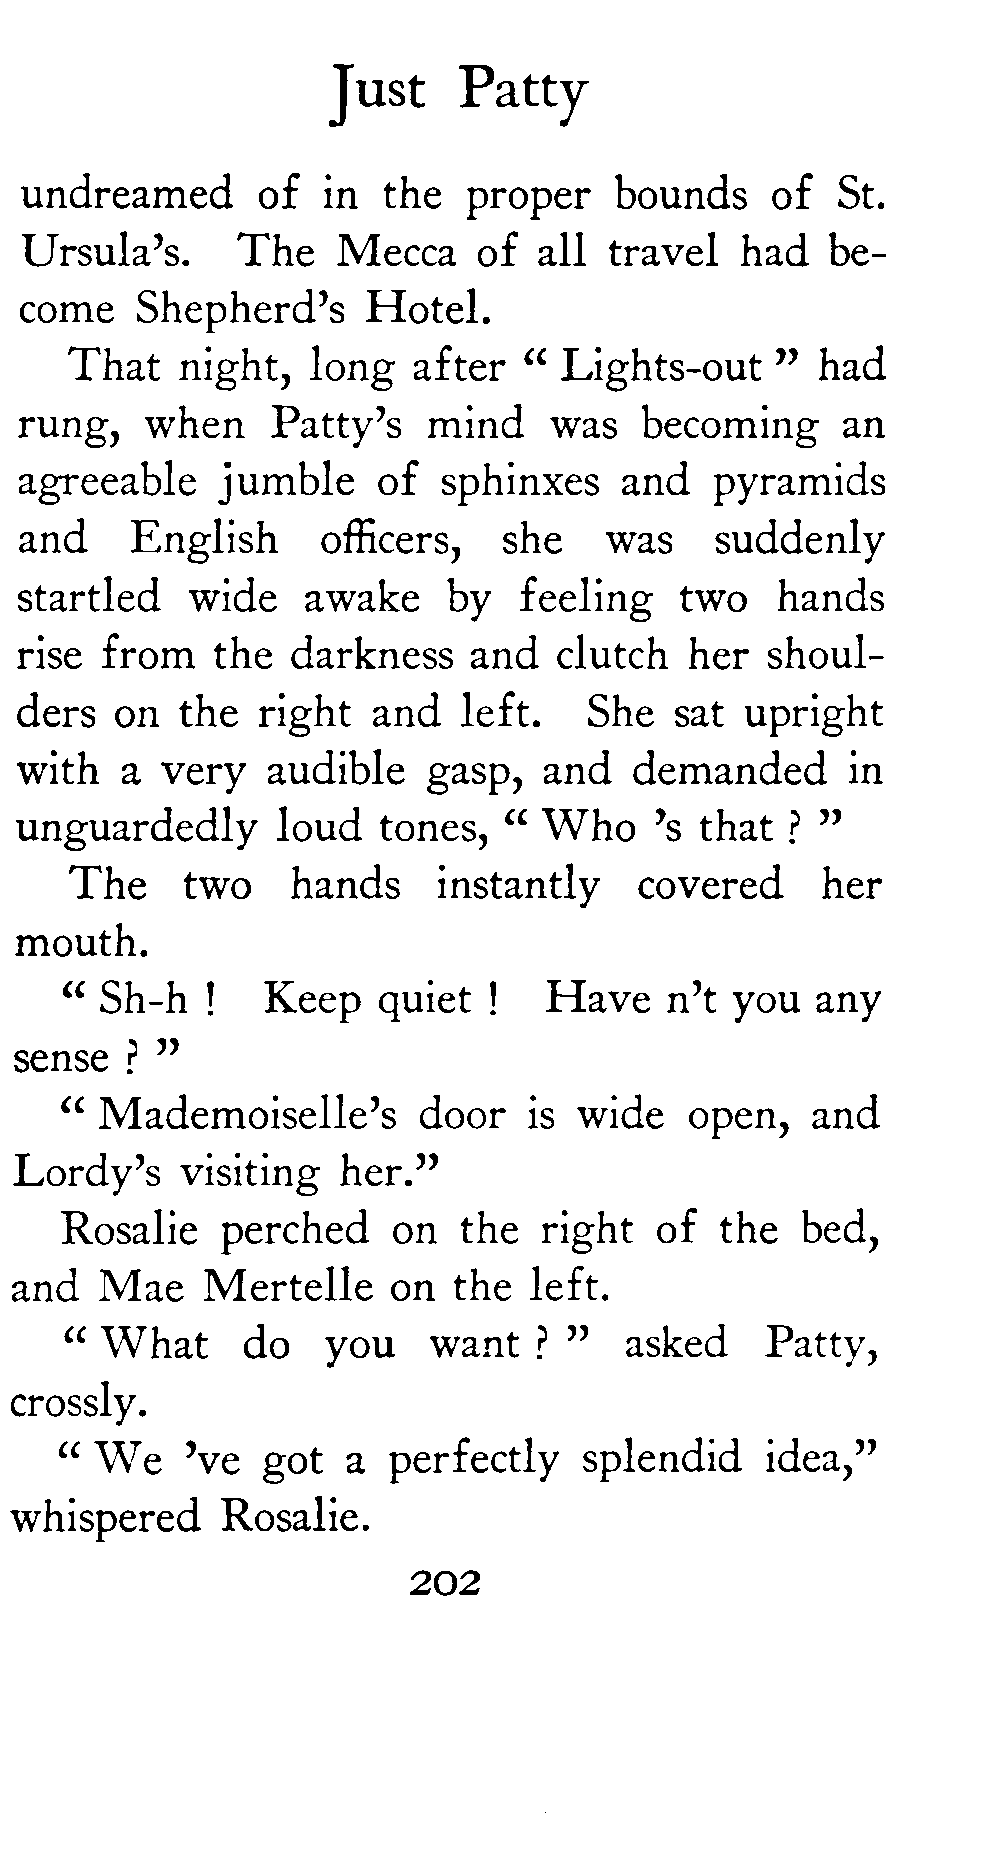 Just Patty
undreamed of in the proper bounds of St.
Ursula's. The Mecca of all travel had be-
come Shepherd's Hotel.
That night, long after “ Lights-out ” had
rung, when Patty's mind was becoming an
agreeable jumble of sphinxes and pyramids
and English officers, she was suddenly
startled wide awake by feeling two hands
rise from the darkness and clutch her shoul-
ders on the right and left. She sat upright
with a very audible gasp, and demanded in
unguardedly loud tones, “ Who 's that ? ”
The two hands instantly covered her
mouth.
“ Sh-h ! Keep quiet ! Have n't you any
sense ? ”
“ Mademoiselle's door is wide open, and
Lordy's visiting her.”
Rosalie perched on the right of the bed,
and Mae Mertelle on the left.
“ What do you want ? ” asked Patty,
crossly.
“ We 've got a perfectly splendid idea,”
whispered Rosalie.
202